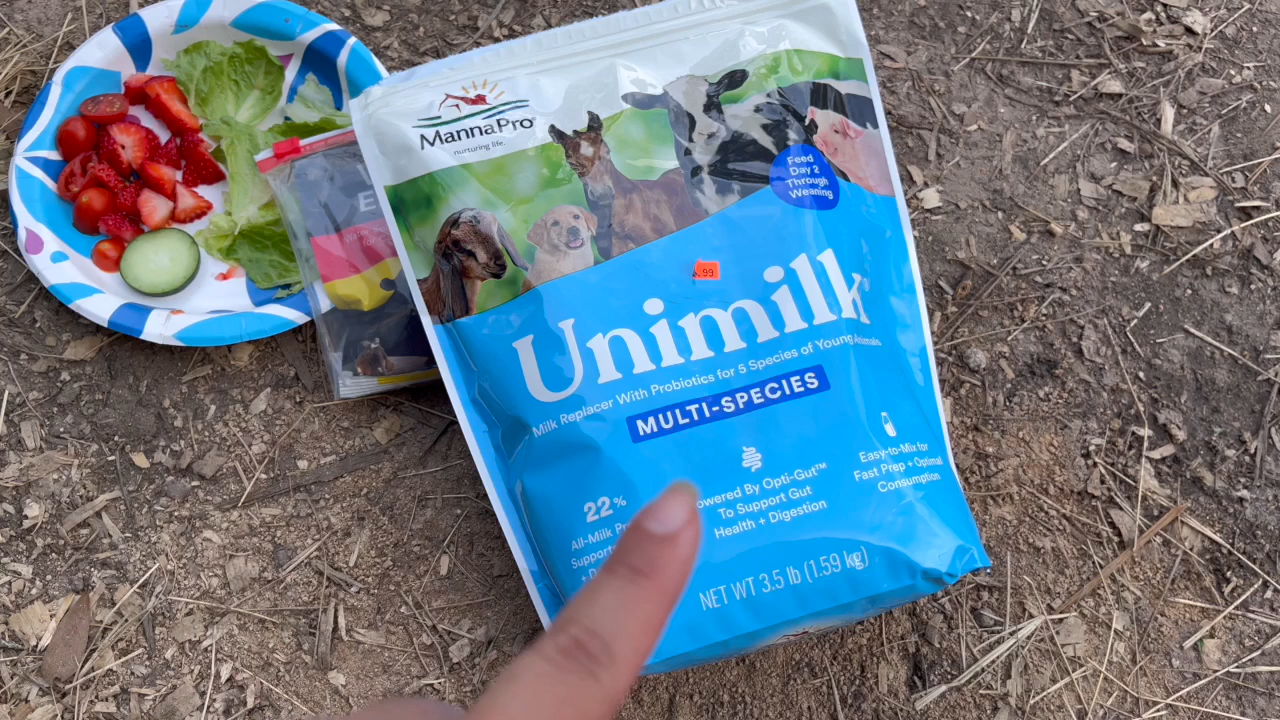 MannaPro
nurturing life.
Feed
Day 2
Through
Weaning
.99
Unimilk
Milk Replacer With Probiotics for 5 Species of Young Animals
MULTI-SPECIES
22%
All-Milk
Powered By Opti-Gut™
To Support Gut
Health + Digestion
Easy-to-Mix for
Fast Prep + Optimal
Consumption
NET WT 3.5 lb (1.59 kg)